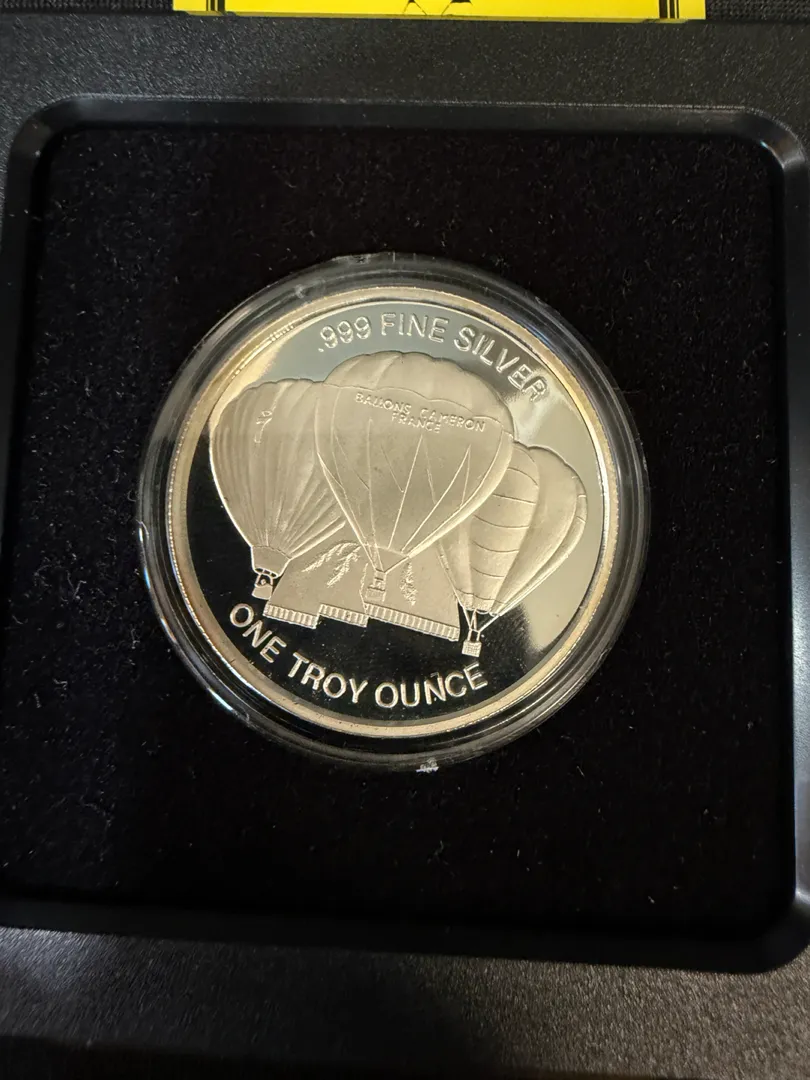 .999 FINE SILVER
BALLONS CAMERON
FRANCE
ONE TROY OUNCE